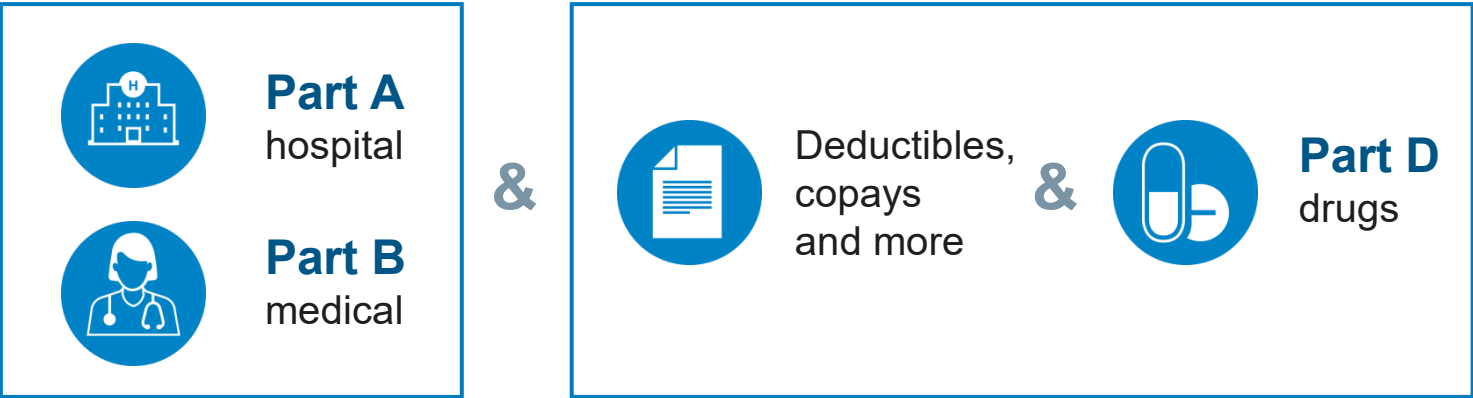 H
Part A
hospital
Part B
medical
&
Deductibles,
copays
and more
&
Part D
drugs